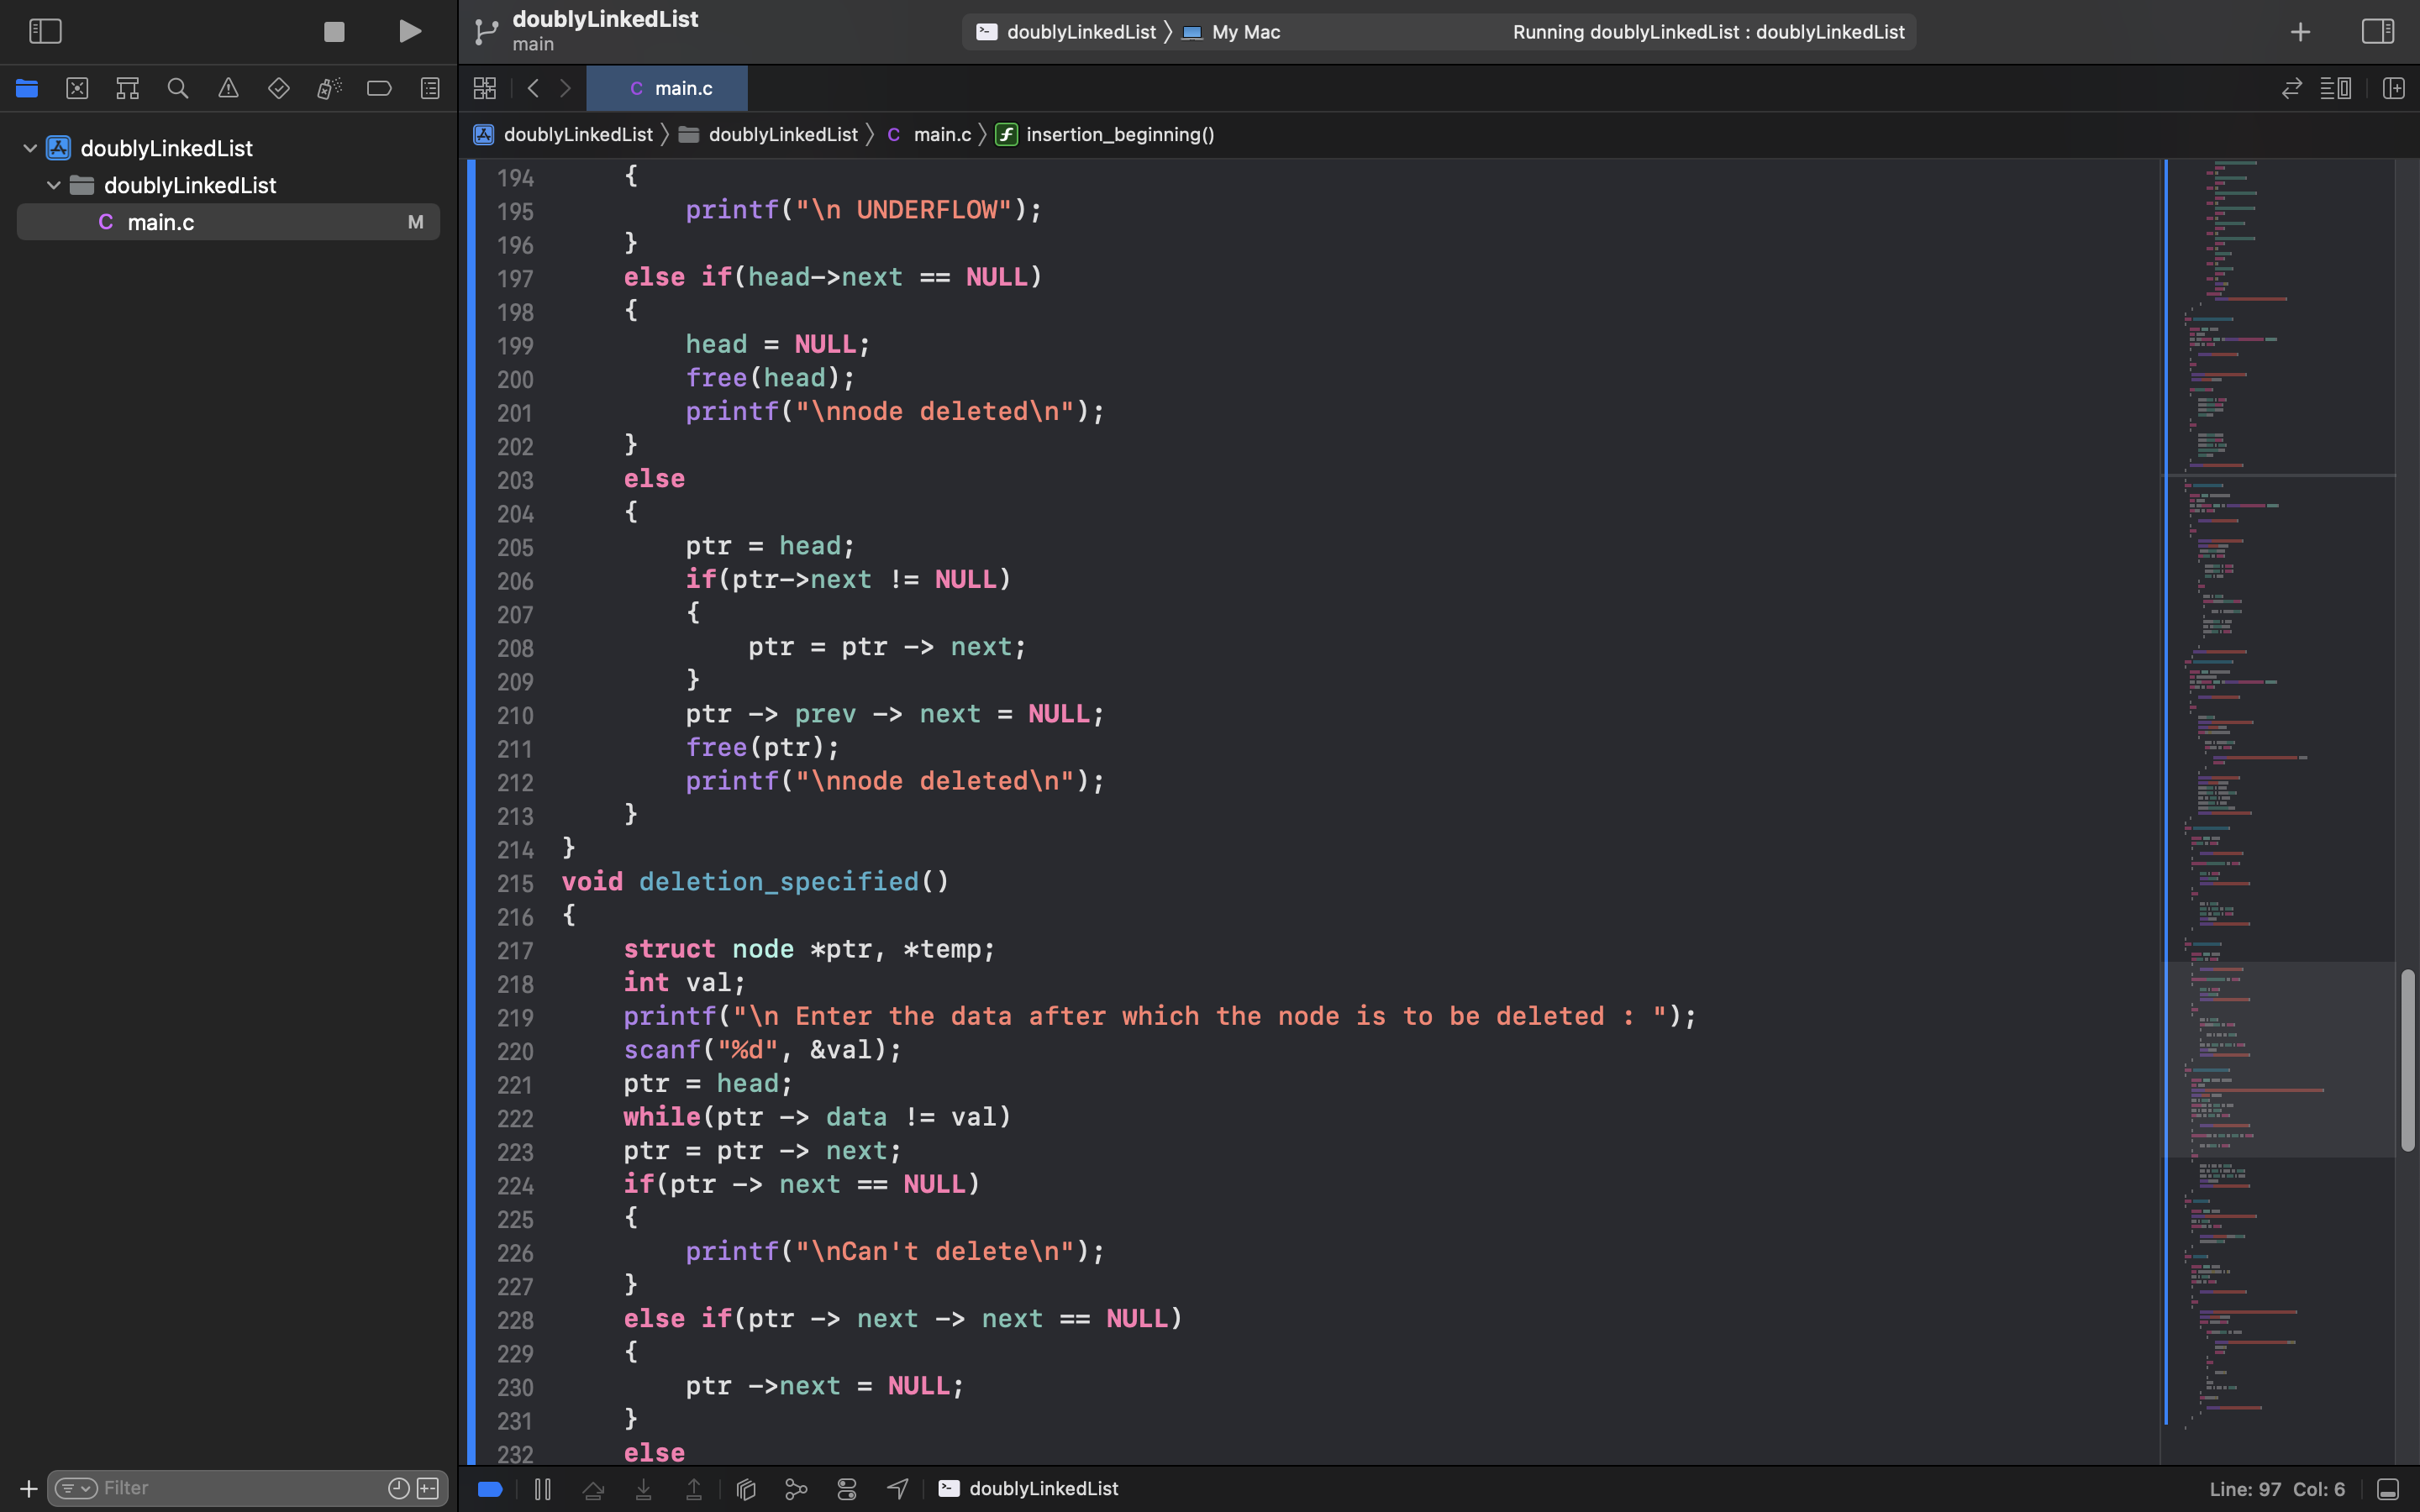 doublyLinkedList
main
doublyLinkedList 〉 My Mac
Running doublyLinkedList : doublyLinkedList
C main.c
doublyLinkedList 〉 doublyLinkedList 〉 C main.c 〉 f insertion_beginning()
doublyLinkedList
doublyLinkedList
C main.c M
194 {
195 printf("\n UNDERFLOW");
196 }
197 else if(head->next == NULL)
198 {
199 head = NULL;
200 free(head);
201 printf("\nnode deleted\n");
202 }
203 else
204 {
205 ptr = head;
206 if(ptr->next != NULL)
207 {
208 ptr = ptr -> next;
209 }
210 ptr -> prev -> next = NULL;
211 free(ptr);
212 printf("\nnode deleted\n");
213 }
214 }
215 void deletion_specified()
216 {
217 struct node *ptr, *temp;
218 int val;
219 printf("\n Enter the data after which the node is to be deleted : ");
220 scanf("%d", &val);
221 ptr = head;
222 while(ptr -> data != val)
223 ptr = ptr -> next;
224 if(ptr -> next == NULL)
225 {
226 printf("\nCan't delete\n");
227 }
228 else if(ptr -> next -> next == NULL)
229 {
230 ptr ->next = NULL;
231 }
232 else
Filter
doublyLinkedList
Line: 97 Col: 6